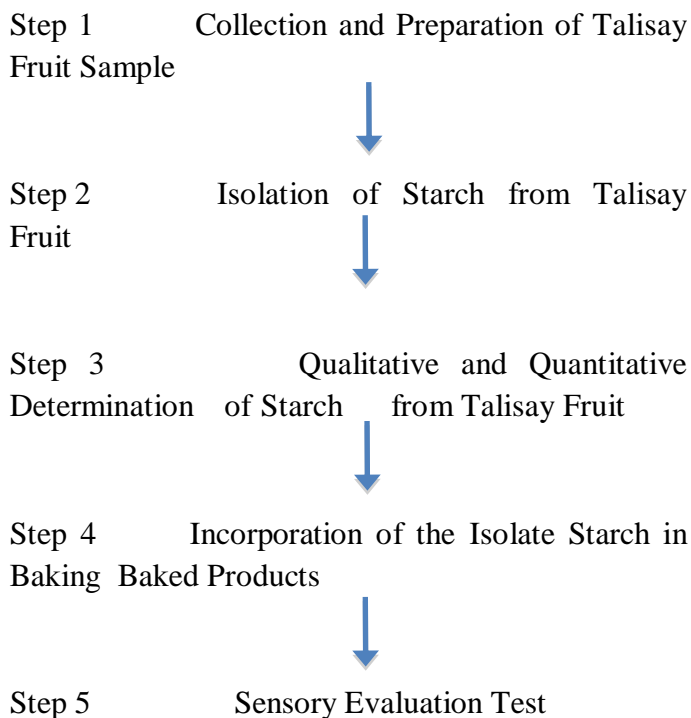 Step 1 Collection and Preparation of Talisay
Fruit Sample
Step 2 Isolation of Starch from Talisay
Fruit
Step 3 Qualitative and Quantitative
Determination of Starch from Talisay Fruit
Step 4 Incorporation of the Isolate Starch in
Baking Baked Products
Step 5 Sensory Evaluation Test